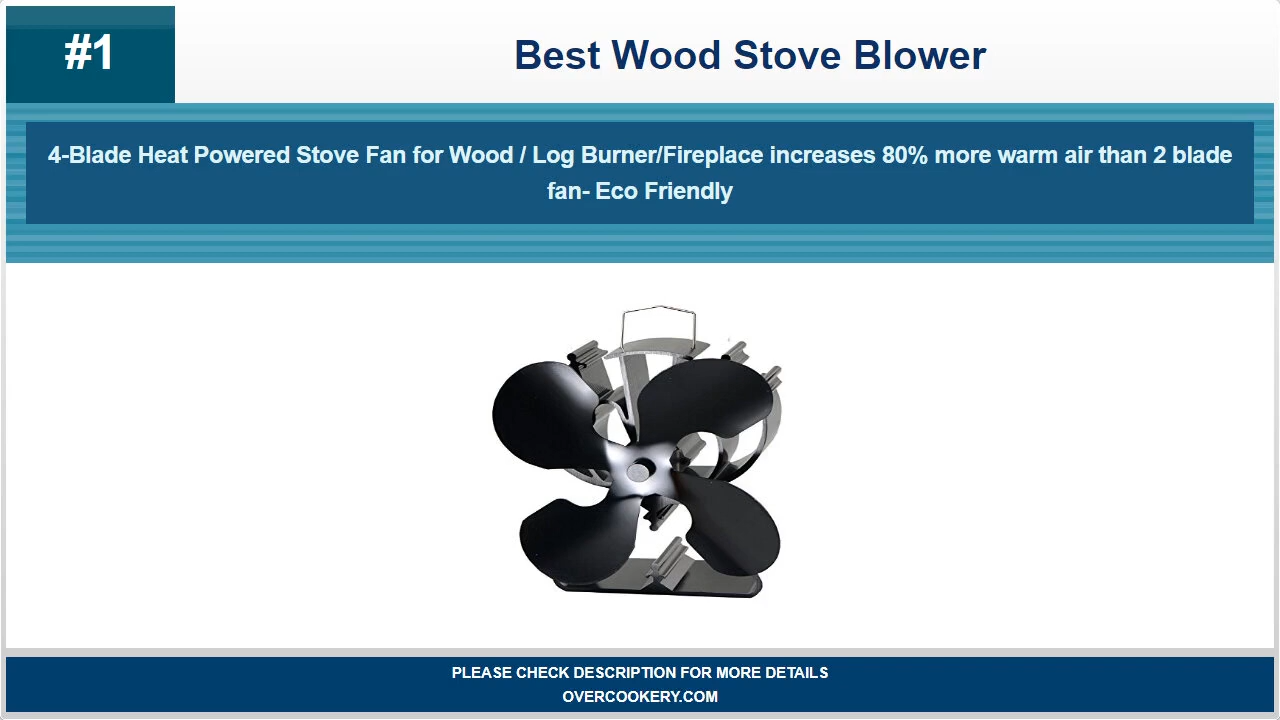 #1
Best Wood Stove Blower
4-Blade Heat Powered Stove Fan for Wood / Log Burner/Fireplace increases 80% more warm air than 2 blade
fan- Eco Friendly
PLEASE CHECK DESCRIPTION FOR MORE DETAILS
OVERCOOKERY.COM